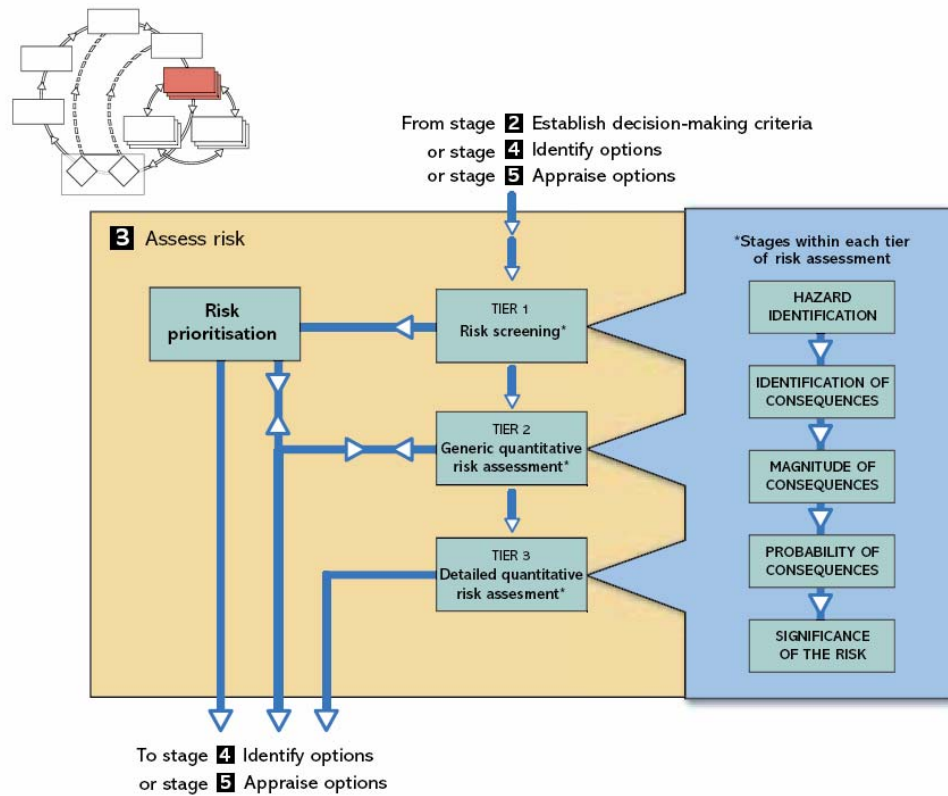 From stage 2 Establish decision-making criteria
or stage 4 Identify options
or stage 5 Appraise options
3 Assess risk
Risk
prioritisation
TIER 1
Risk screening*
TIER 2
Generic quantitative
risk assessment*
TIER 3
Detailed quantitative
risk assesment*
*Stages within each tier
of risk assessment
HAZARD
IDENTIFICATION
IDENTIFICATION OF
CONSEQUENCES
MAGNITUDE OF
CONSEQUENCES
PROBABILITY OF
CONSEQUENCES
SIGNIFICANCE
OF THE RISK
To stage 4 Identify options
or stage 5 Appraise options